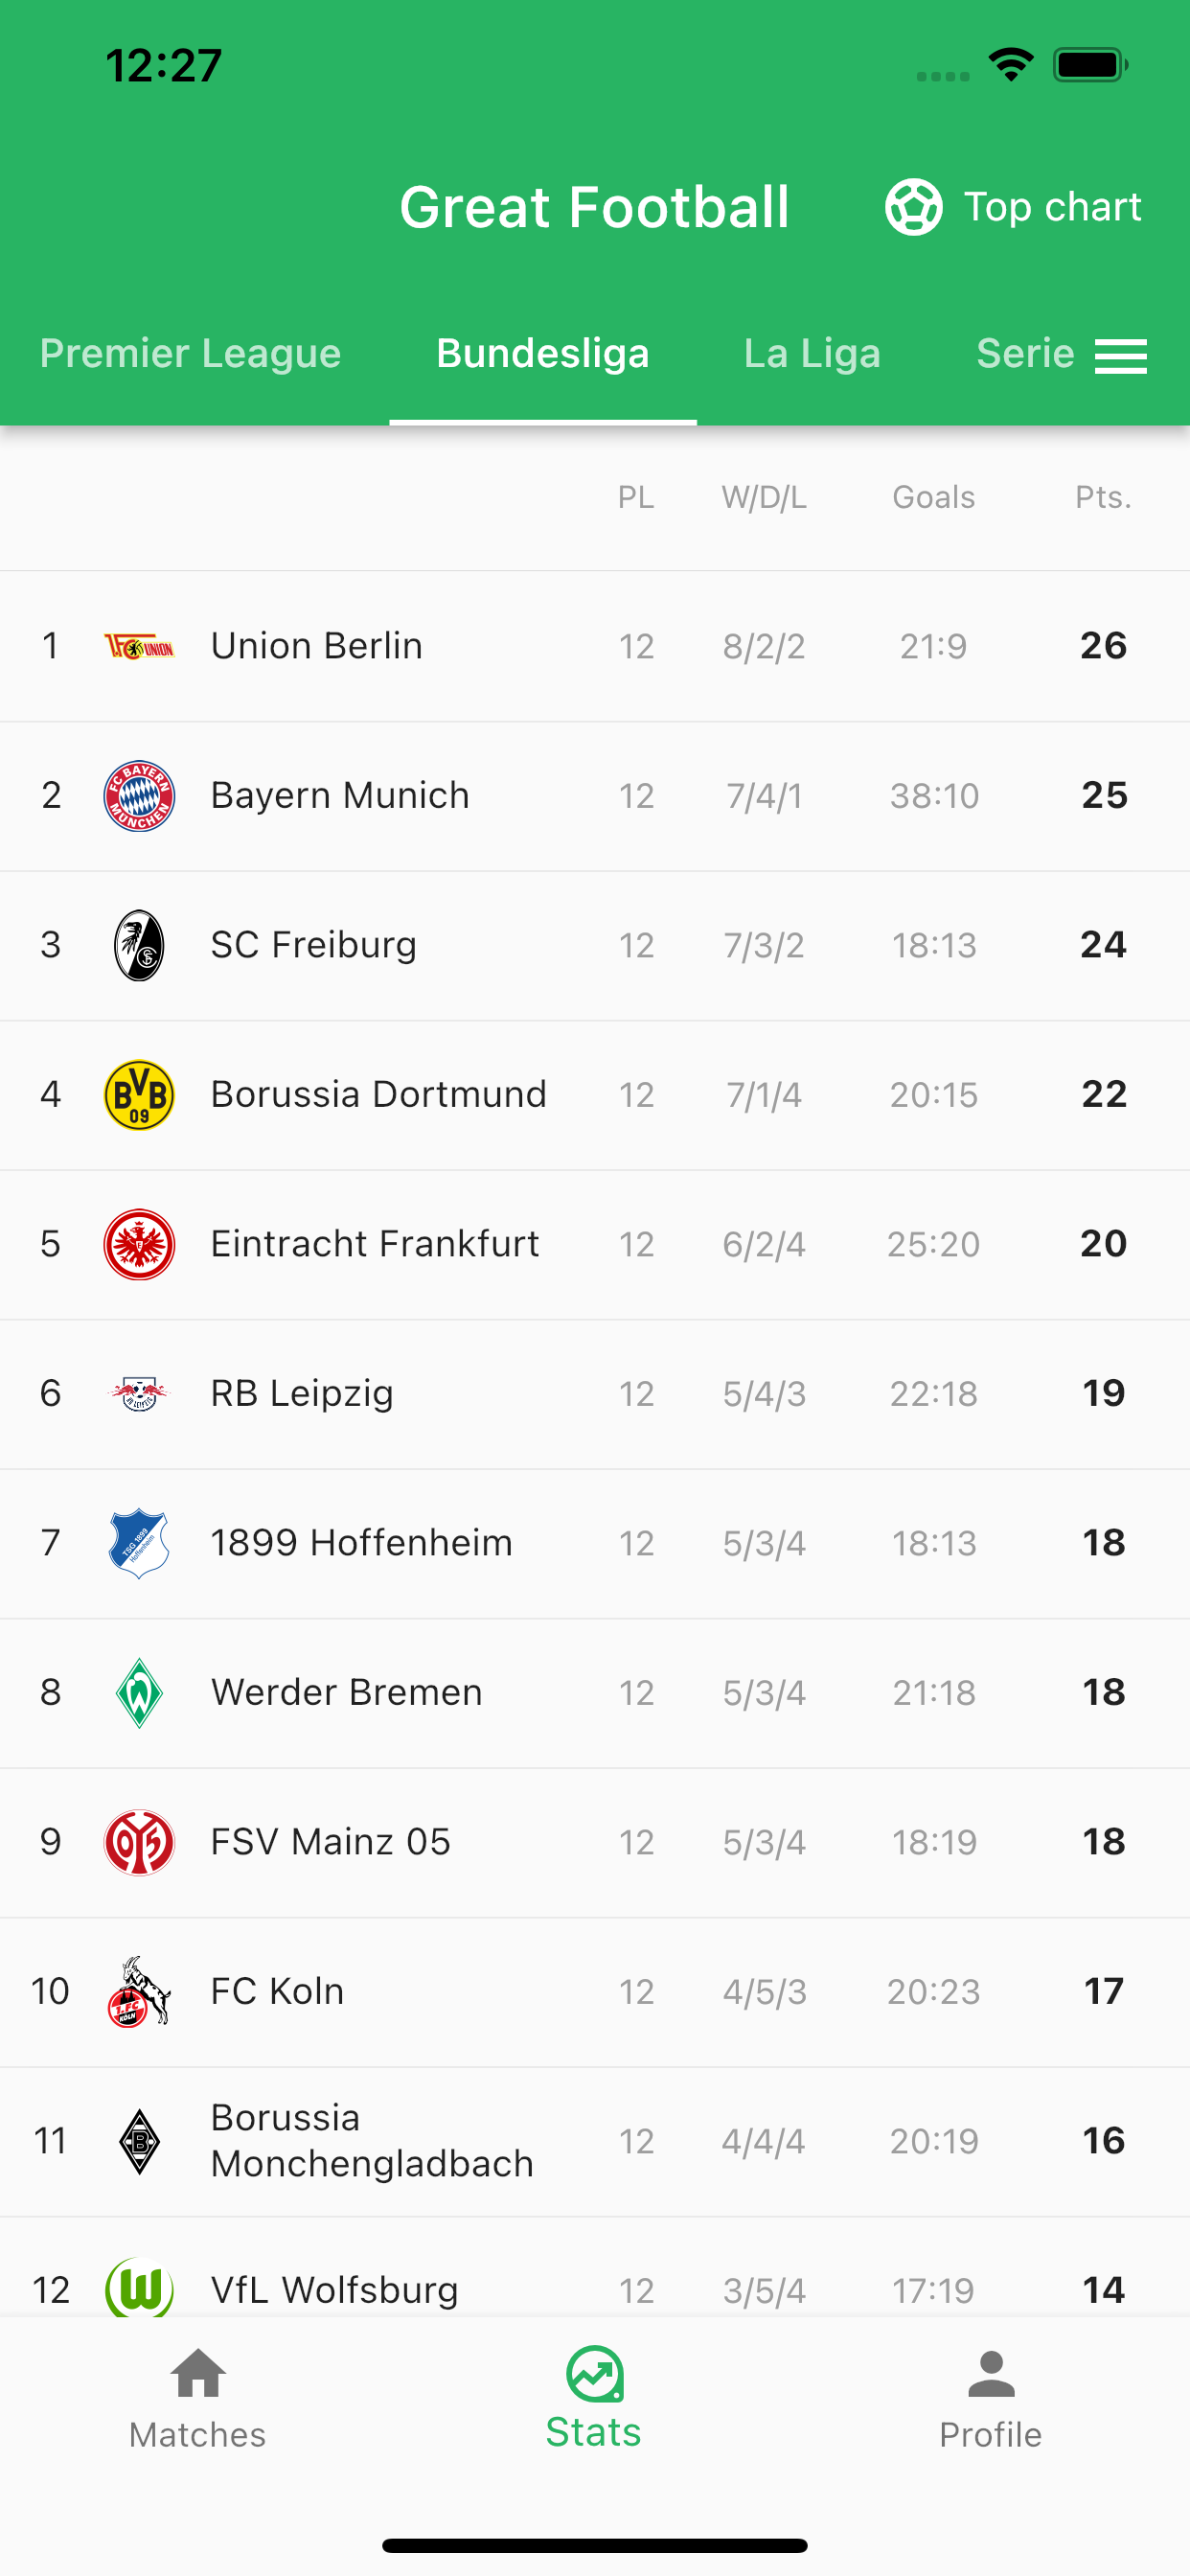 12:27
Great Football
Top chart
Premier League Bundesliga La Liga Serie
PL W/D/L Goals Pts.
1 Union Berlin 12 8/2/2 21:9 26
2 Bayern Munich 12 7/4/1 38:10 25
3 SC Freiburg 12 7/3/2 18:13 24
4 Borussia Dortmund 12 7/1/4 20:15 22
5 Eintracht Frankfurt 12 6/2/4 25:20 20
6 RB Leipzig 12 5/4/3 22:18 19
7 1899 Hoffenheim 12 5/3/4 18:13 18
8 Werder Bremen 12 5/3/4 21:18 18
9 FSV Mainz 05 12 5/3/4 18:19 18
10 FC Koln 12 4/5/3 20:23 17
11 Borussia
Monchengladbach 12 4/4/4 20:19 16
12 VfL Wolfsburg 12 3/5/4 17:19 14
Matches Stats Profile